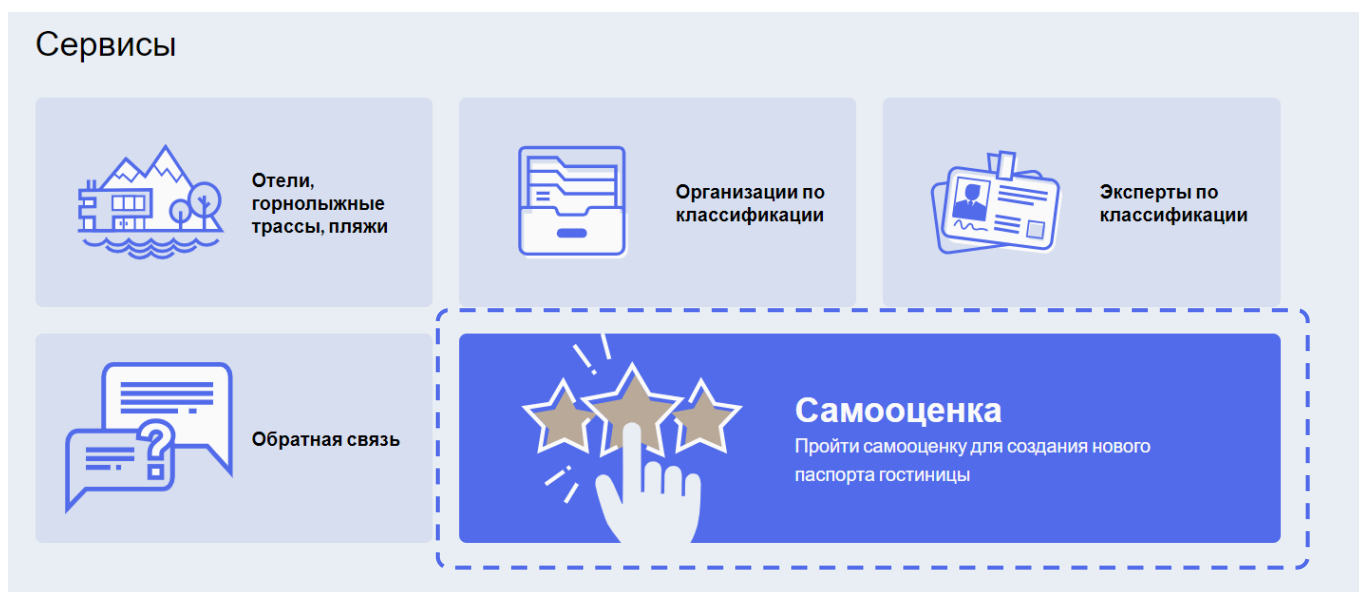 Сервисы
Отели,
горнолыжные
трассы, пляжи
Организации по
классификации
Эксперты по
классификации
Обратная связь
Самооценка
Пройти самооценку для создания нового
паспорта гостиницы